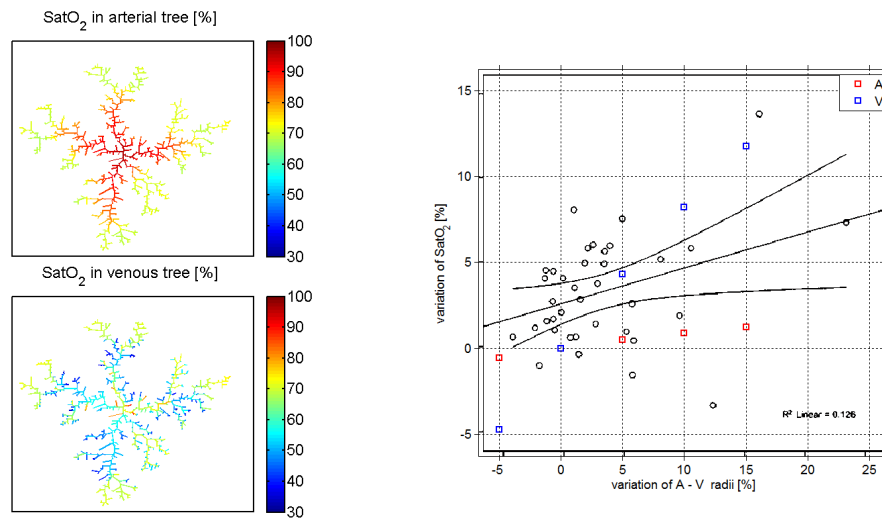 SatO2 in arterial tree [%]
100
90
80
70
60
50
40
30
SatO2 in venous tree [%]
100
90
80
70
60
50
40
30
A
V
15
10
5
0
-5
variation of SatO2 [%]
R2 Linear = 0.126
-5 0 5 10 15 20 25
variation of A - V radii [%]